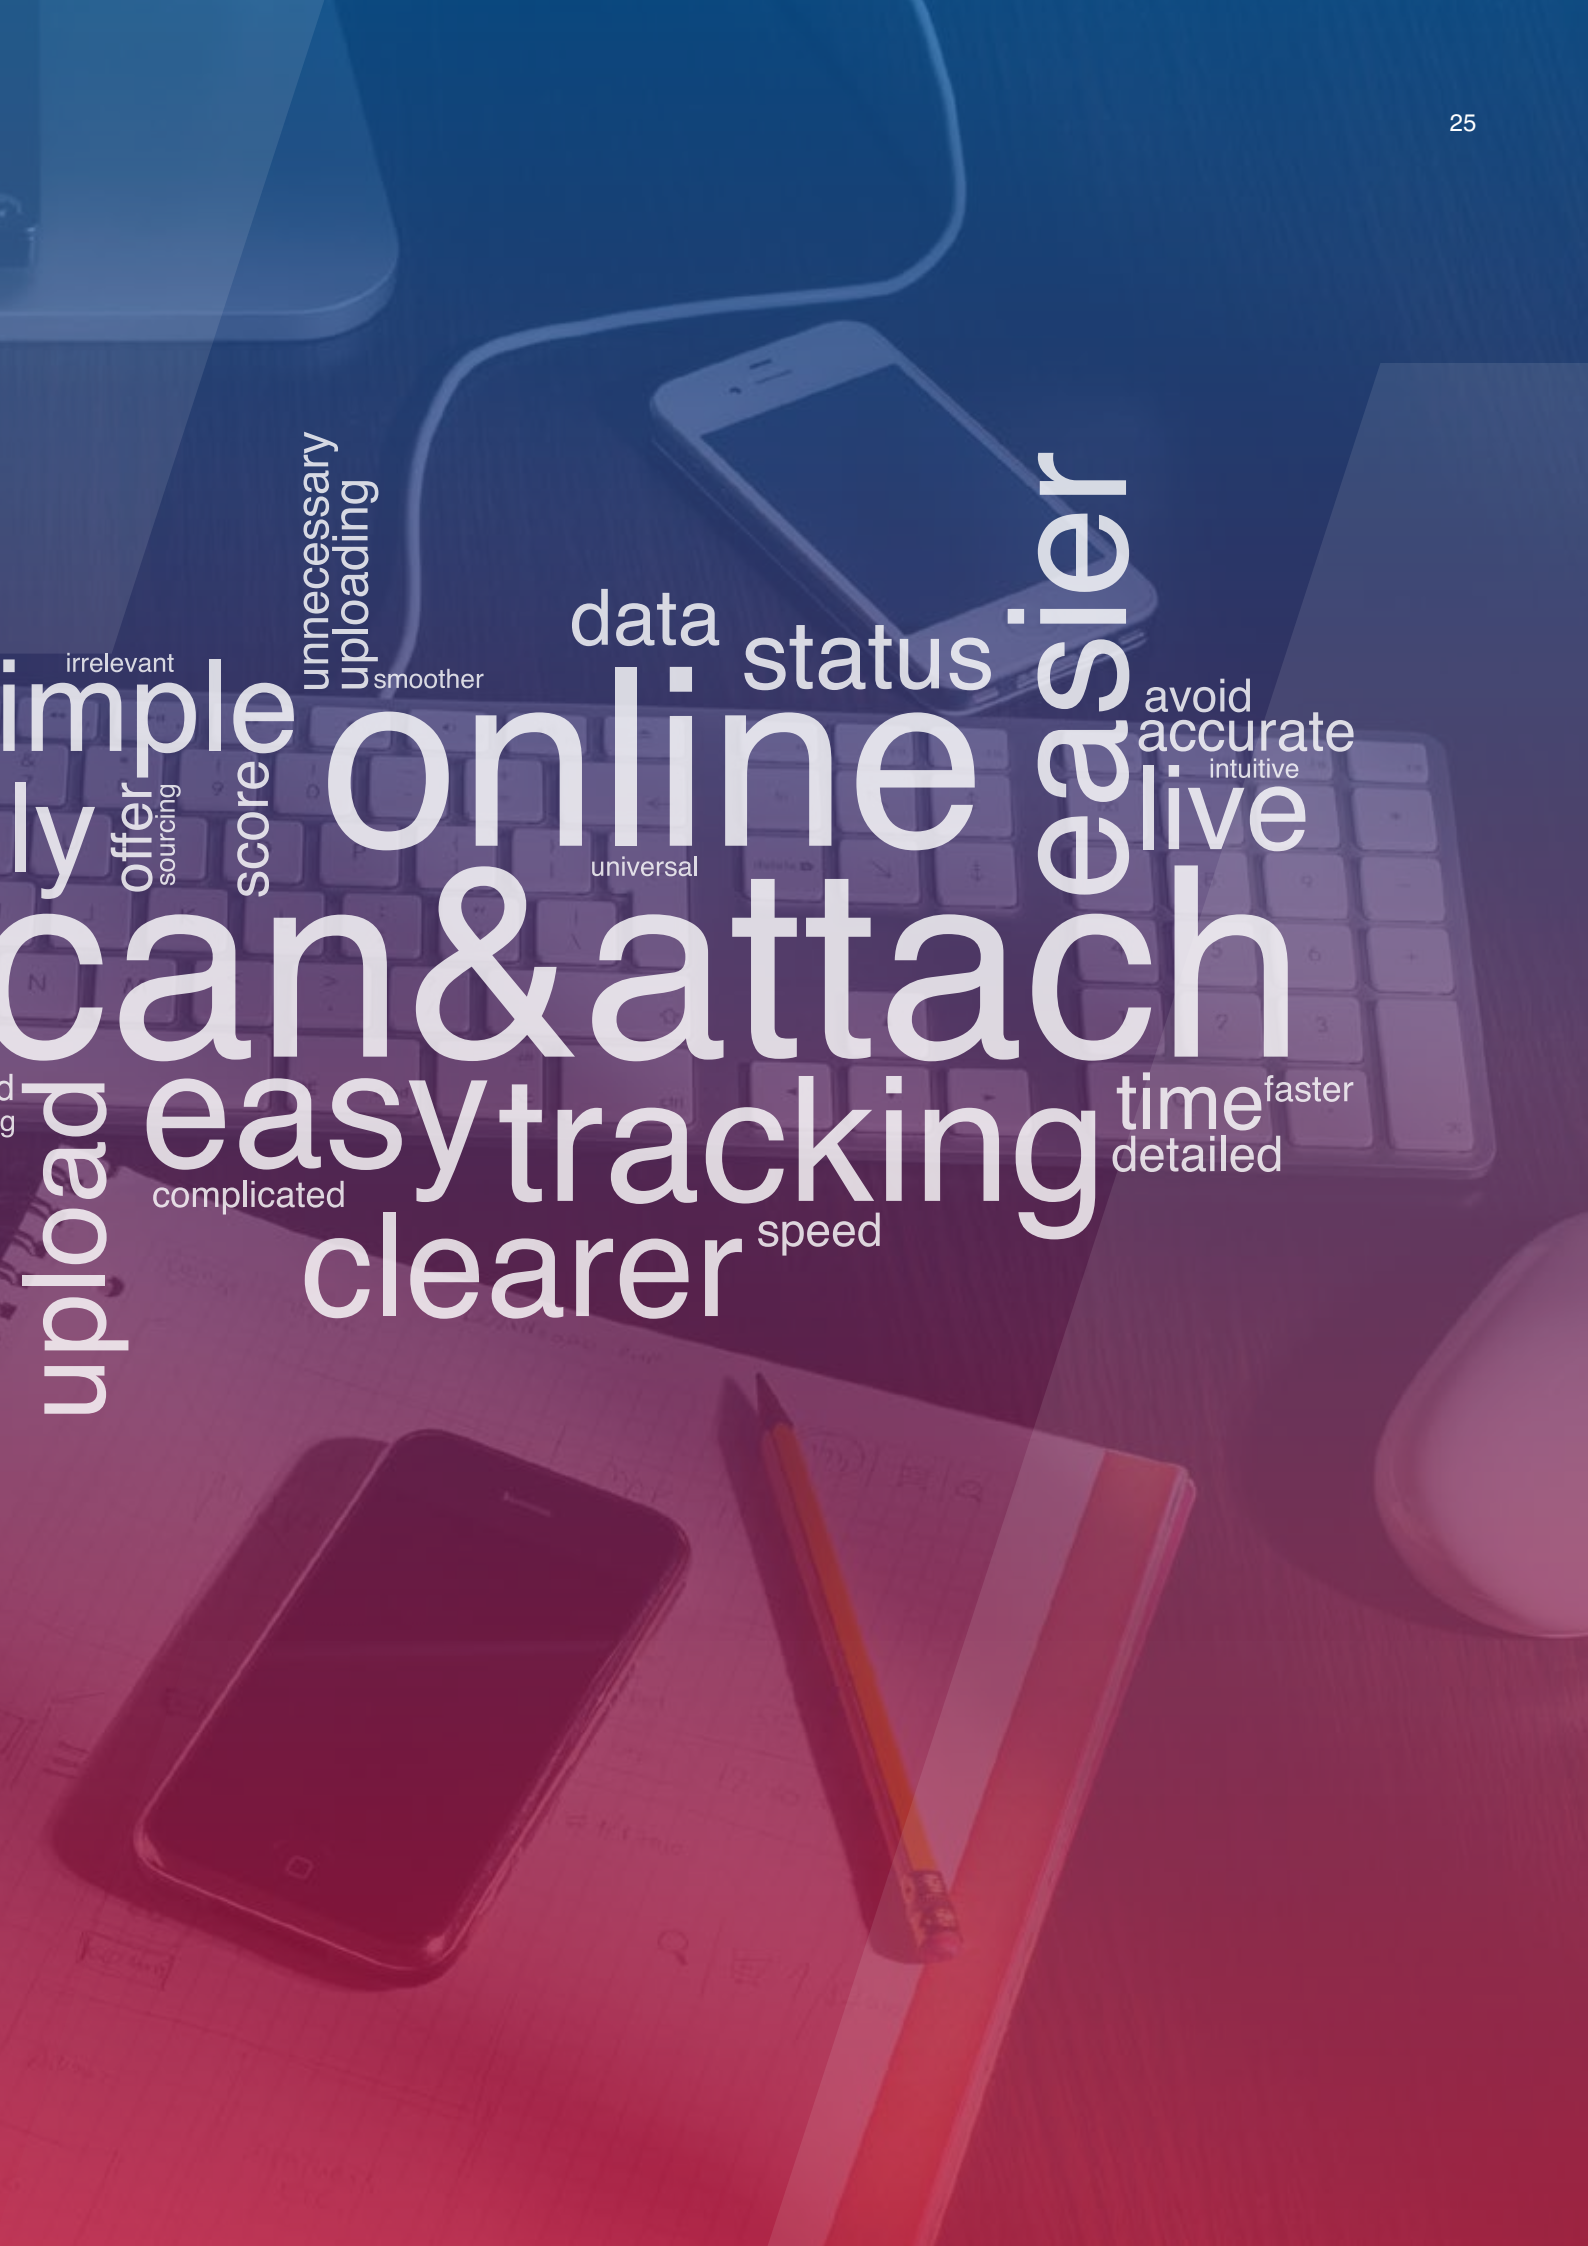 25
unnecessary
uploading
easier
data
status
irrelevant
imple
smoother
online
avoid
accurate
intuitive
live
ly
offer
sourcing
score
universal
can&attach
d
g
upload
easy
tracking
time
faster
detailed
complicated
clearer
speed